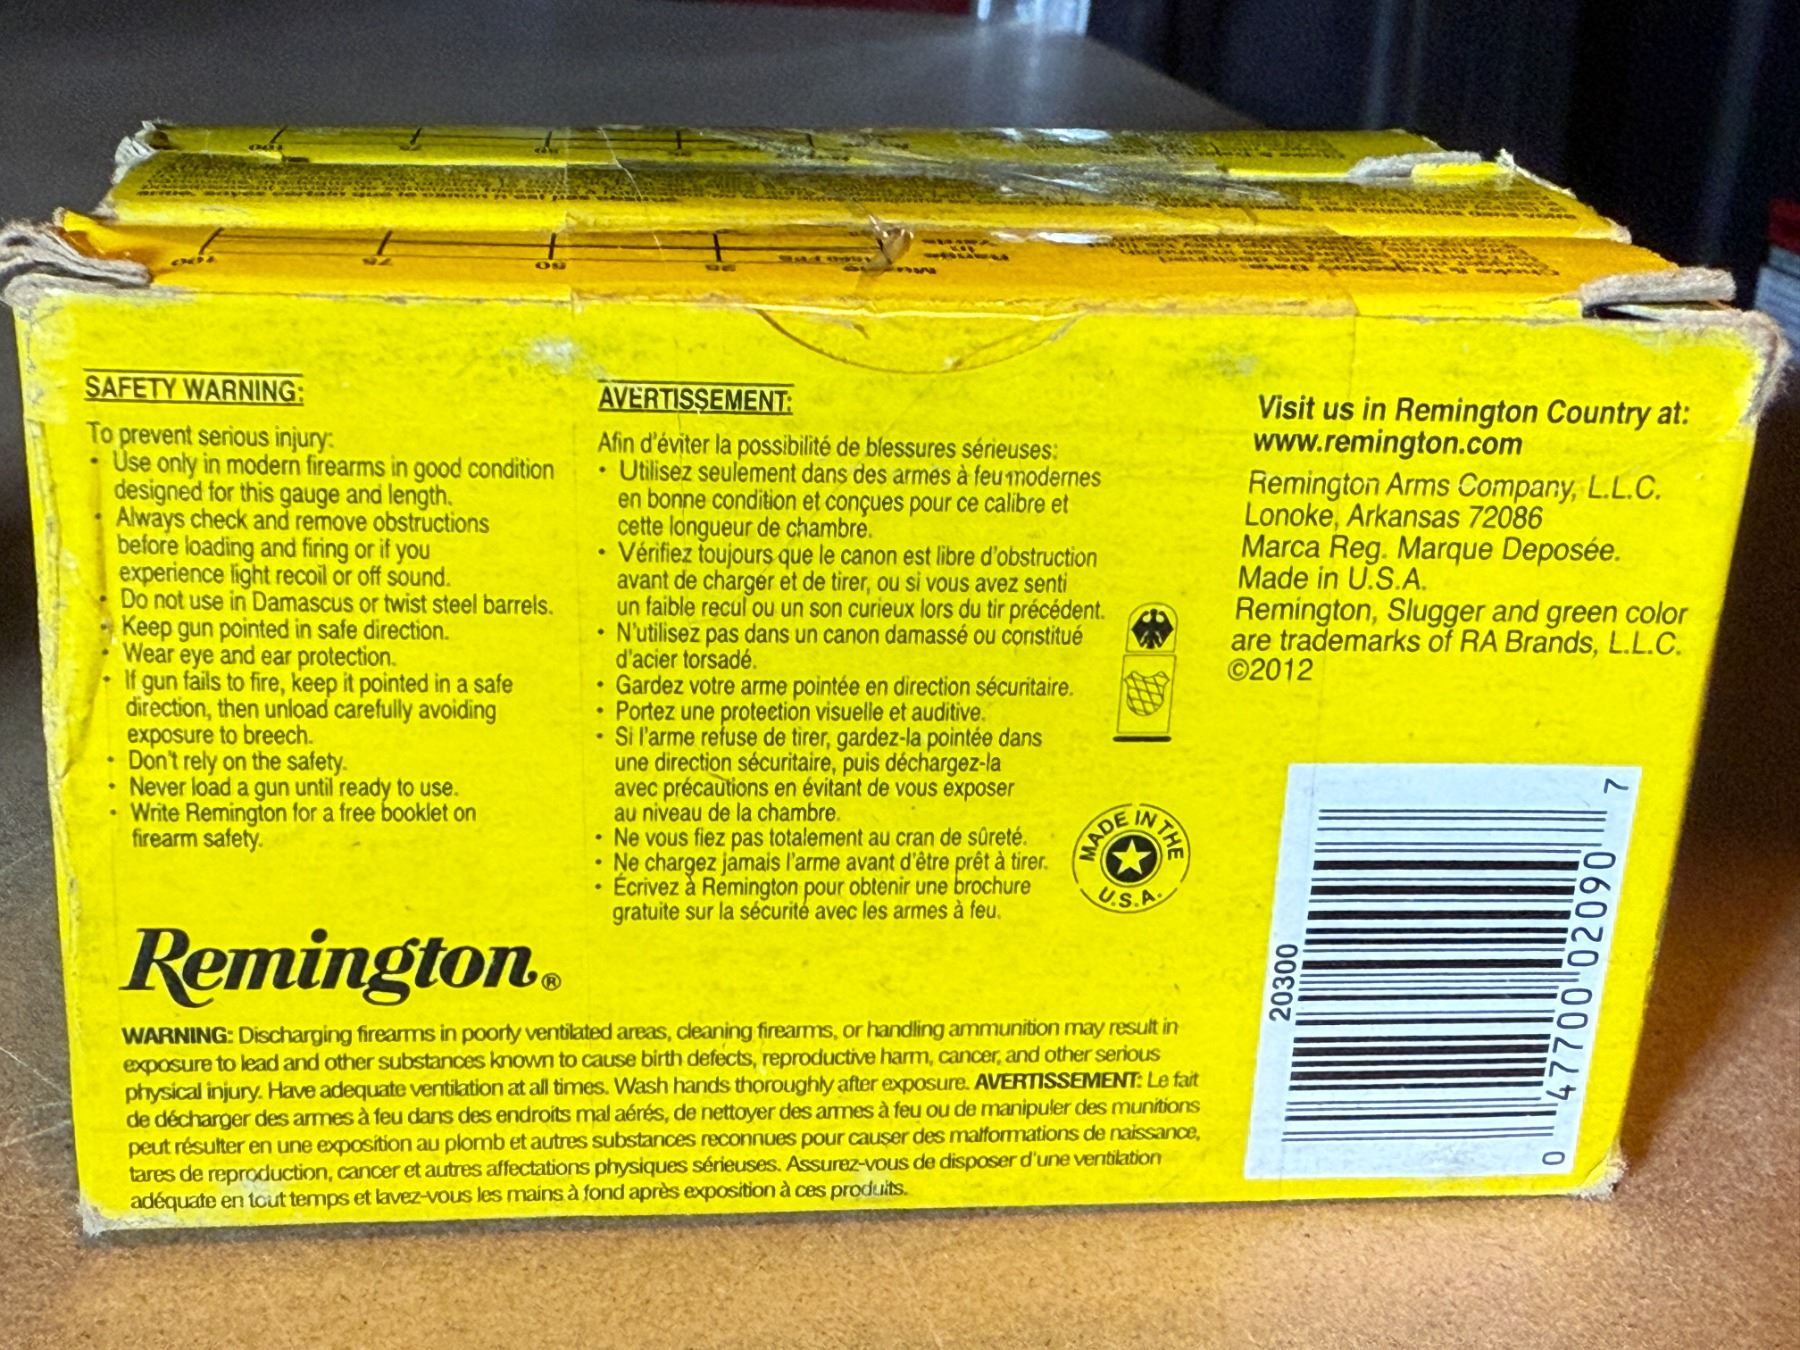 100
75
50
25
SAFETY WARNING:
To prevent serious injury:
• Use only in modern firearms in good condition
designed for this gauge and length.
• Always check and remove obstructions
before loading and firing or if you
experience light recoil or off sound.
• Do not use in Damascus or twist steel barrels.
• Keep gun pointed in safe direction.
• Wear eye and ear protection.
• If gun fails to fire, keep it pointed in a safe
direction, then unload carefully avoiding
exposure to breech.
• Don't rely on the safety.
• Never load a gun until ready to use.
• Write Remington for a free booklet on
firearm safety.
AVERTISSEMENT:
Afin d'éviter la possibilité de blessures sérieuses:
• Utilisez seulement dans des armes à feu modernes
en bonne condition et conçues pour ce calibre et
cette longueur de chambre.
• Vérifiez toujours que le canon est libre d'obstruction
avant de charger et de tirer, ou si vous avez senti
un faible recul ou un son curieux lors du tir précédent.
• N'utilisez pas dans un canon damassé ou constitué
d'acier torsadé.
• Gardez votre arme pointée en direction sécuritaire.
• Portez une protection visuelle et auditive.
• Si l'arme refuse de tirer, gardez-la pointée dans
une direction sécuritaire, puis déchargez-la
avec précautions en évitant de vous exposer
au niveau de la chambre.
• Ne vous fiez pas totalement au cran de sûreté.
• Ne chargez jamais l'arme avant d'être prêt à tirer.
• Écrivez à Remington pour obtenir une brochure
gratuite sur la sécurité avec les armes à feu.
MADE IN THE
U.S.A.
Visit us in Remington Country at:
www.remington.com
Remington Arms Company, L.L.C.
Lonoke, Arkansas 72086
Marca Reg. Marque Deposée.
Made in U.S.A.
Remington, Slugger and green color
are trademarks of RA Brands, L.L.C.
©2012
20300
0 47700 02090 7
Remington®
WARNING: Discharging firearms in poorly ventilated areas, cleaning firearms, or handling ammunition may result in
exposure to lead and other substances known to cause birth defects, reproductive harm, cancer, and other serious
physical injury. Have adequate ventilation at all times. Wash hands thoroughly after exposure. AVERTISSEMENT: Le fait
de décharger des armes à feu dans des endroits mal aérés, de nettoyer des armes à feu ou de manipuler des munitions
peut résulter en une exposition au plomb et autres substances reconnues pour causer des malformations de naissance,
tares de reproduction, cancer et autres affectations physiques sérieuses. Assurez-vous de disposer d'une ventilation
adéquate en tout temps et lavez-vous les mains à fond après exposition à ces produits.